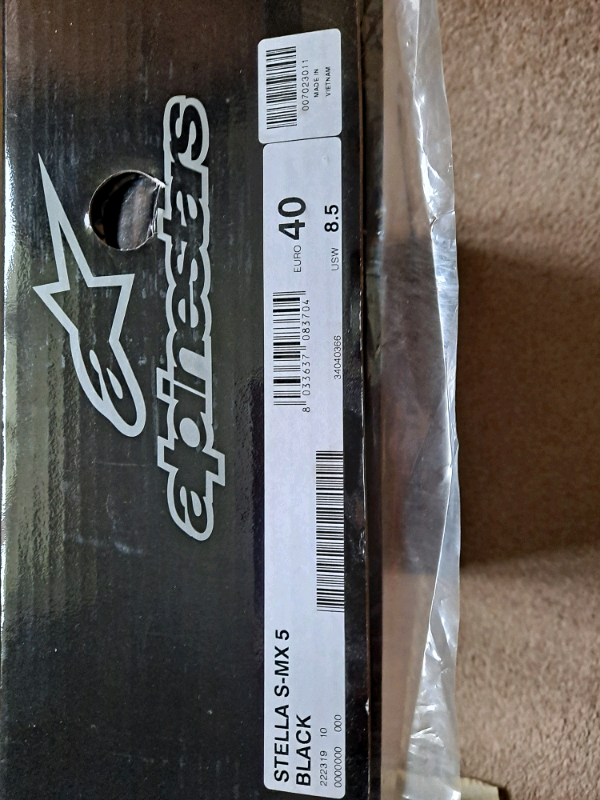 alpinestars
STELLA S-MX 5
BLACK
222319 10
0000000 000
8 033637 083704
34040366
EURO 40
USW 8.5
007023011
MADE IN
VIETNAM